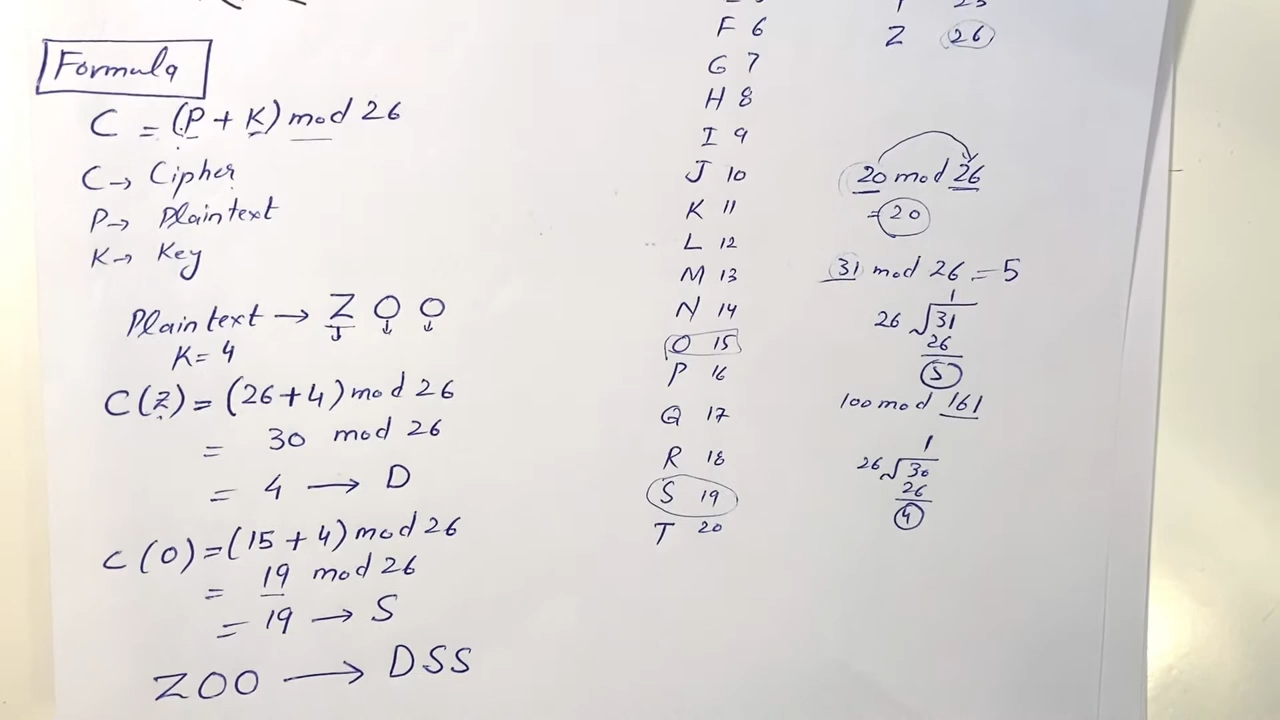 Formula
C = (P + K) mod 26
C → Cipher
P → Plaintext
K → Key
Plain text → Z O O
K = 4
C(Z) = (26+4) mod 26
= 30 mod 26
= 4 → D
C(O) = (15+4) mod 26
= 19 mod 26
= 19 → S
ZOO → DSS
F 6
G 7
H 8
I 9
J 10
K 11
L 12
M 13
N 14
O 15
P 16
Q 17
R 18
S 19
T 20
Z 26
20 mod 26
= 20
31 mod 26 = 5
1
26 √31
26
5
100 mod 161
1
26 √30
26
4